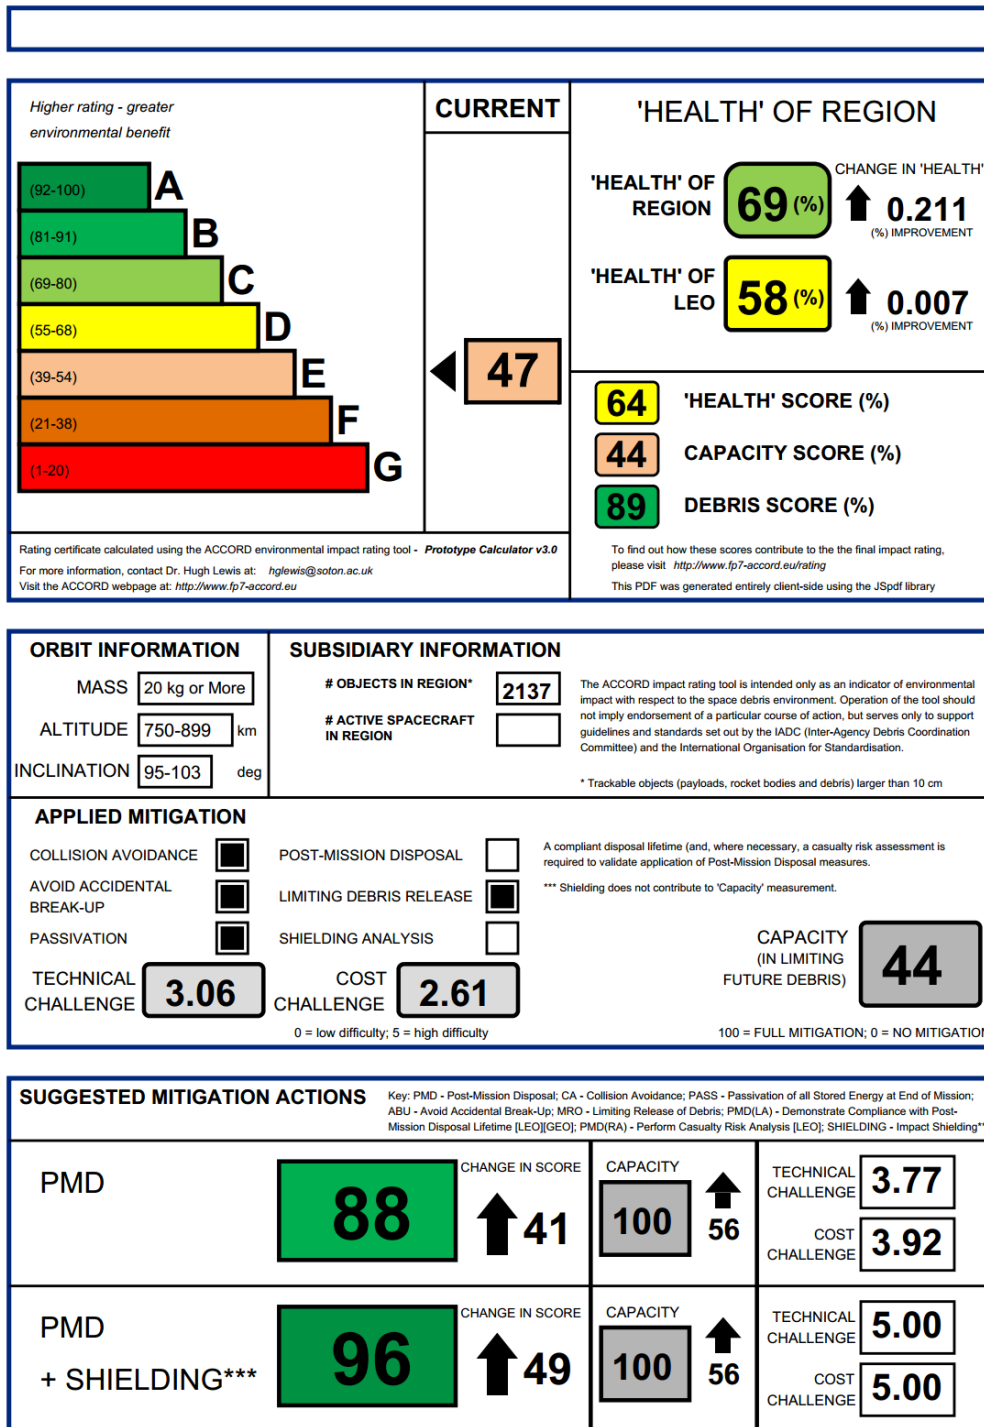 Higher rating - greater
environmental benefit
(92-100) A
(81-91) B
(69-80) C
(55-68) D
(39-54) E
(21-38) F
(1-20) G
CURRENT
47
Rating certificate calculated using the ACCORD environmental impact rating tool - Prototype Calculator v3.0
For more information, contact Dr. Hugh Lewis at: hglewis@soton.ac.uk
Visit the ACCORD webpage at: http://www.fp7-accord.eu
'HEALTH' OF REGION
'HEALTH' OF
REGION
69 (%)
CHANGE IN 'HEALTH'
0.211
(%) IMPROVEMENT
'HEALTH' OF
LEO
58 (%)
0.007
(%) IMPROVEMENT
64 'HEALTH' SCORE (%)
44 CAPACITY SCORE (%)
89 DEBRIS SCORE (%)
To find out how these scores contribute to the the final impact rating,
please visit http://www.fp7-accord.eu/rating
This PDF was generated entirely client-side using the JSpdf library
ORBIT INFORMATION
MASS 20 kg or More
ALTITUDE 750-899 km
INCLINATION 95-103 deg
SUBSIDIARY INFORMATION
# OBJECTS IN REGION* 2137
# ACTIVE SPACECRAFT
IN REGION
The ACCORD impact rating tool is intended only as an indicator of environmental
impact with respect to the space debris environment. Operation of the tool should
not imply endorsement of a particular course of action, but serves only to support
guidelines and standards set out by the IADC (Inter-Agency Debris Coordination
Committee) and the International Organisation for Standardisation.
* Trackable objects (payloads, rocket bodies and debris) larger than 10 cm
APPLIED MITIGATION
COLLISION AVOIDANCE
AVOID ACCIDENTAL
BREAK-UP
PASSIVATION
POST-MISSION DISPOSAL
LIMITING DEBRIS RELEASE
SHIELDING ANALYSIS
A compliant disposal lifetime (and, where necessary, a casualty risk assessment is
required to validate application of Post-Mission Disposal measures.
*** Shielding does not contribute to 'Capacity' measurement.
TECHNICAL
CHALLENGE
3.06
COST
CHALLENGE
2.61
0 = low difficulty; 5 = high difficulty
CAPACITY
(IN LIMITING
FUTURE DEBRIS)
44
100 = FULL MITIGATION; 0 = NO MITIGATION
SUGGESTED MITIGATION ACTIONS
Key: PMD - Post-Mission Disposal; CA - Collision Avoidance; PASS - Passivation of all Stored Energy at End of Mission;
ABU - Avoid Accidental Break-Up; MRO - Limiting Release of Debris; PMD(LA) - Demonstrate Compliance with Post-
Mission Disposal Lifetime [LEO][GEO]; PMD(RA) - Perform Casualty Risk Analysis [LEO]; SHIELDING - Impact Shielding**
PMD
88
CHANGE IN SCORE
41
CAPACITY
100
56
TECHNICAL
CHALLENGE
3.77
COST
CHALLENGE
3.92
PMD
+ SHIELDING***
96
CHANGE IN SCORE
49
CAPACITY
100
56
TECHNICAL
CHALLENGE
5.00
COST
CHALLENGE
5.00